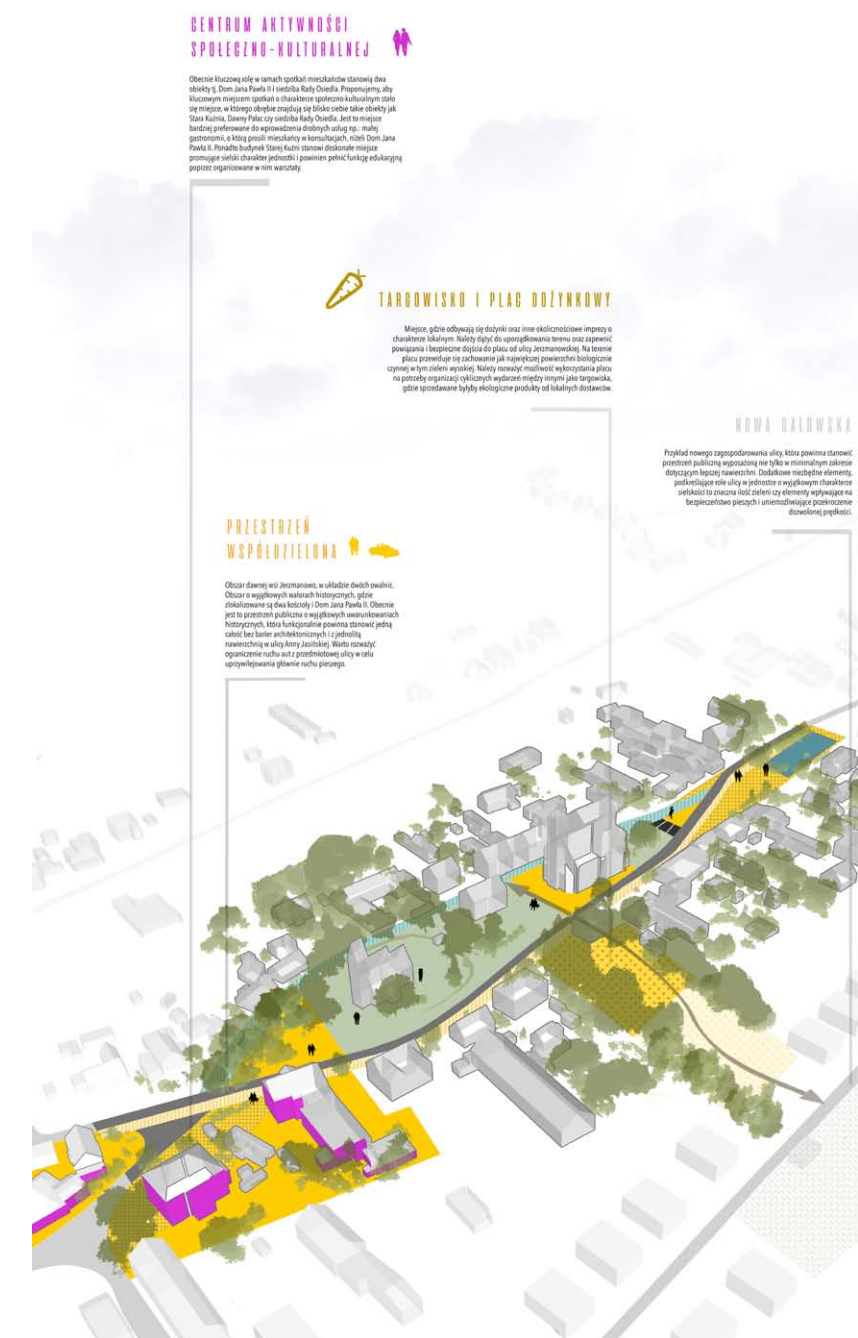 CENTRUM AKTYWNOŚCI
SPOŁECZNO-KULTURALNEJ
Obecnie kluczową rolę w ramach spotkań mieszkańców stanowią dwa
obiekty tj. Dom Jana Pawła II i siedziba Rady Osiedla. Proponujemy, aby
kluczowym miejscem spotkań o charakterze społeczno-kulturalnym stało
się miejsce, w którego obrębie znajdują się blisko siebie takie obiekty jak
Stara Kuźnia, Dawny Pałac czy siedziba Rady Osiedla. Jest to miejsce
bardziej preferowane do wprowadzenia drobnych usług np.: małej
gastronomii, o którą prosili mieszkańcy w konsultacjach, niżeli Dom Jana
Pawła II. Ponadto budynek Starej Kuźni stanowi doskonałe miejsce
promujące sielski charakter jednostki i powinien pełnić funkcję edukacyjną
poprzez organizowane w nim warsztaty.
TARGOWISKO I PLAC DOŻYNKOWY
Miejsce, gdzie odbywają się dożynki oraz inne okolicznościowe imprezy o
charakterze lokalnym. Należy dążyć do uporządkowania terenu oraz zapewnić
powiązania i bezpieczne dojścia do placu od ulicy Jerzmanowskiej. Na terenie
placu przewiduje się zachowanie jak największej powierzchni biologicznie
czynnej w tym zieleni wysokiej. Należy rozważyć możliwość wykorzystania placu
na potrzeby organizacji cyklicznych wydarzeń między innymi jako targowiska,
gdzie sprzedawane byłyby ekologiczne produkty od lokalnych dostawców.
NOWA GAŁOWSKA
Przykład nowego zagospodarowania ulicy, która powinna stanowić
przestrzeń publiczną wyposażoną nie tylko w minimalnym zakresie
dotyczącym lepszej nawierzchni. Dodatkowe niezbędne elementy,
podkreślające role ulicy w jednostce o wyjątkowym charakterze
sielskości to znaczna ilość zieleni czy elementy wpływające na
bezpieczeństwo pieszych i uniemożliwiające przekroczenie
dozwolonej prędkości.
PRZESTRZEŃ
WSPÓŁDZIELONA
Obszar dawnej wsi Jerzmanowo, w układzie dwóch owalnic.
Obszar o wyjątkowych walorach historycznych, gdzie
zlokalizowane są dwa kościoły i Dom Jana Pawła II. Obecnie
jest to przestrzeń publiczna o wyjątkowych uwarunkowaniach
historycznych, która funkcjonalnie powinna stanowić jedną
całość bez barier architektonicznych i z jednolitą
nawierzchnią w ulicy Anny Jasińskiej. Warto rozważyć
ograniczenie ruchu aut z przedmiotowej ulicy w celu
uprzywilejowania głównie ruchu pieszego.